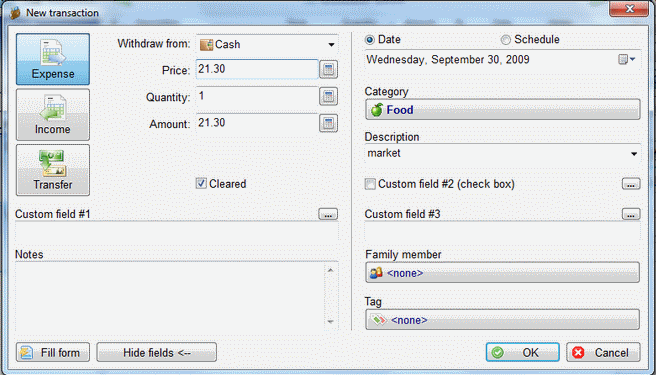 New transaction
Expense
Income
Transfer
Withdraw from: Cash
Price: 21.30
Quantity: 1
Amount: 21.30
Cleared
Custom field #1 ...
Notes
Date Schedule
Wednesday, September 30, 2009
Category
Food
Description
market
Custom field #2 (check box) ...
Custom field #3 ...
Family member
<none>
Tag
<none>
Fill form Hide fields <-- OK Cancel